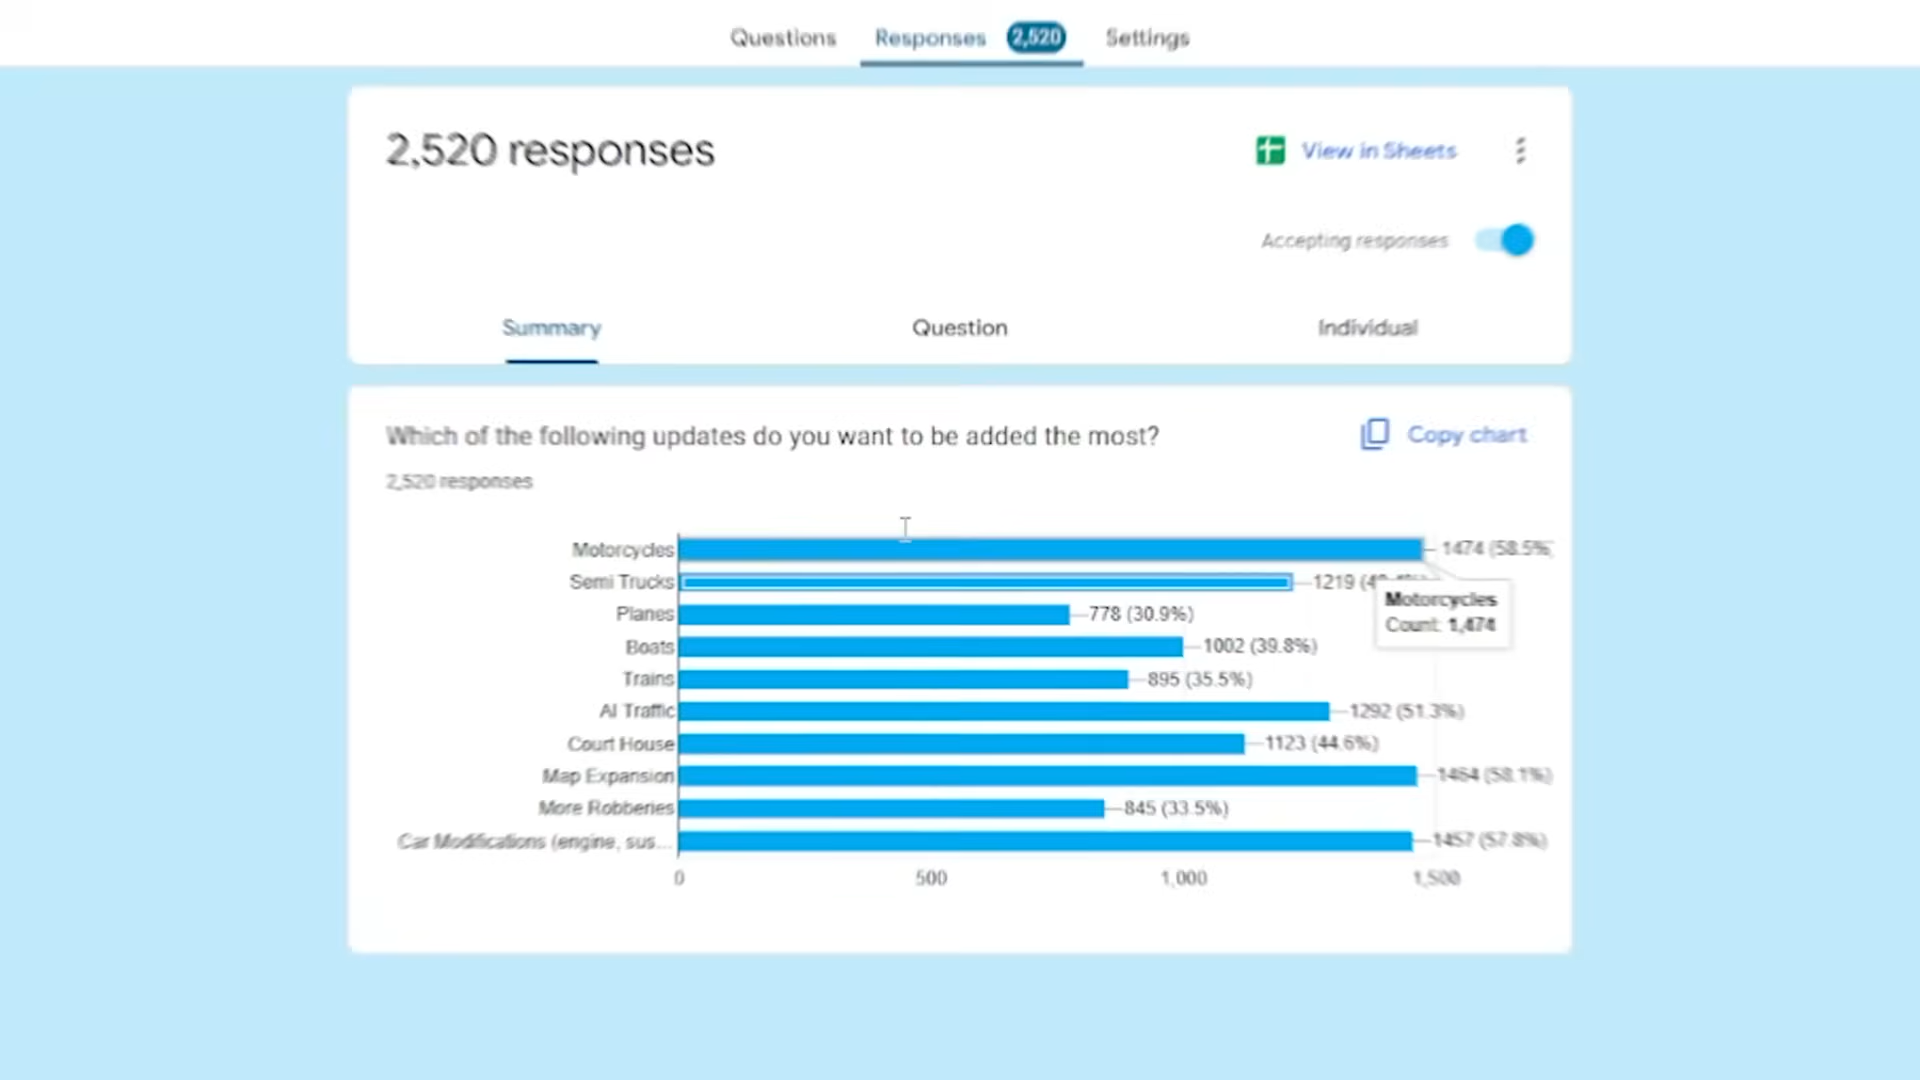 Questions Responses 2,520 Settings
2,520 responses
View in Sheets
Accepting responses
Summary Question Individual
Which of the following updates do you want to be added the most?
Copy chart
2,520 responses
Motorcycles 1474 (58.5%
Semi Trucks 1219
Motorcycles
Count: 1,474
Planes 778 (30.9%)
Boats 1002 (39.8%)
Trains 895 (35.5%)
AI Traffic 1292 (51.3%)
Court House 1123 (44.6%)
Map Expansion 1464 (58.1%)
More Robberies 845 (33.5%)
Car Modifications (engine, sus... 1457 (57.8%)
0 500 1,000 1,500